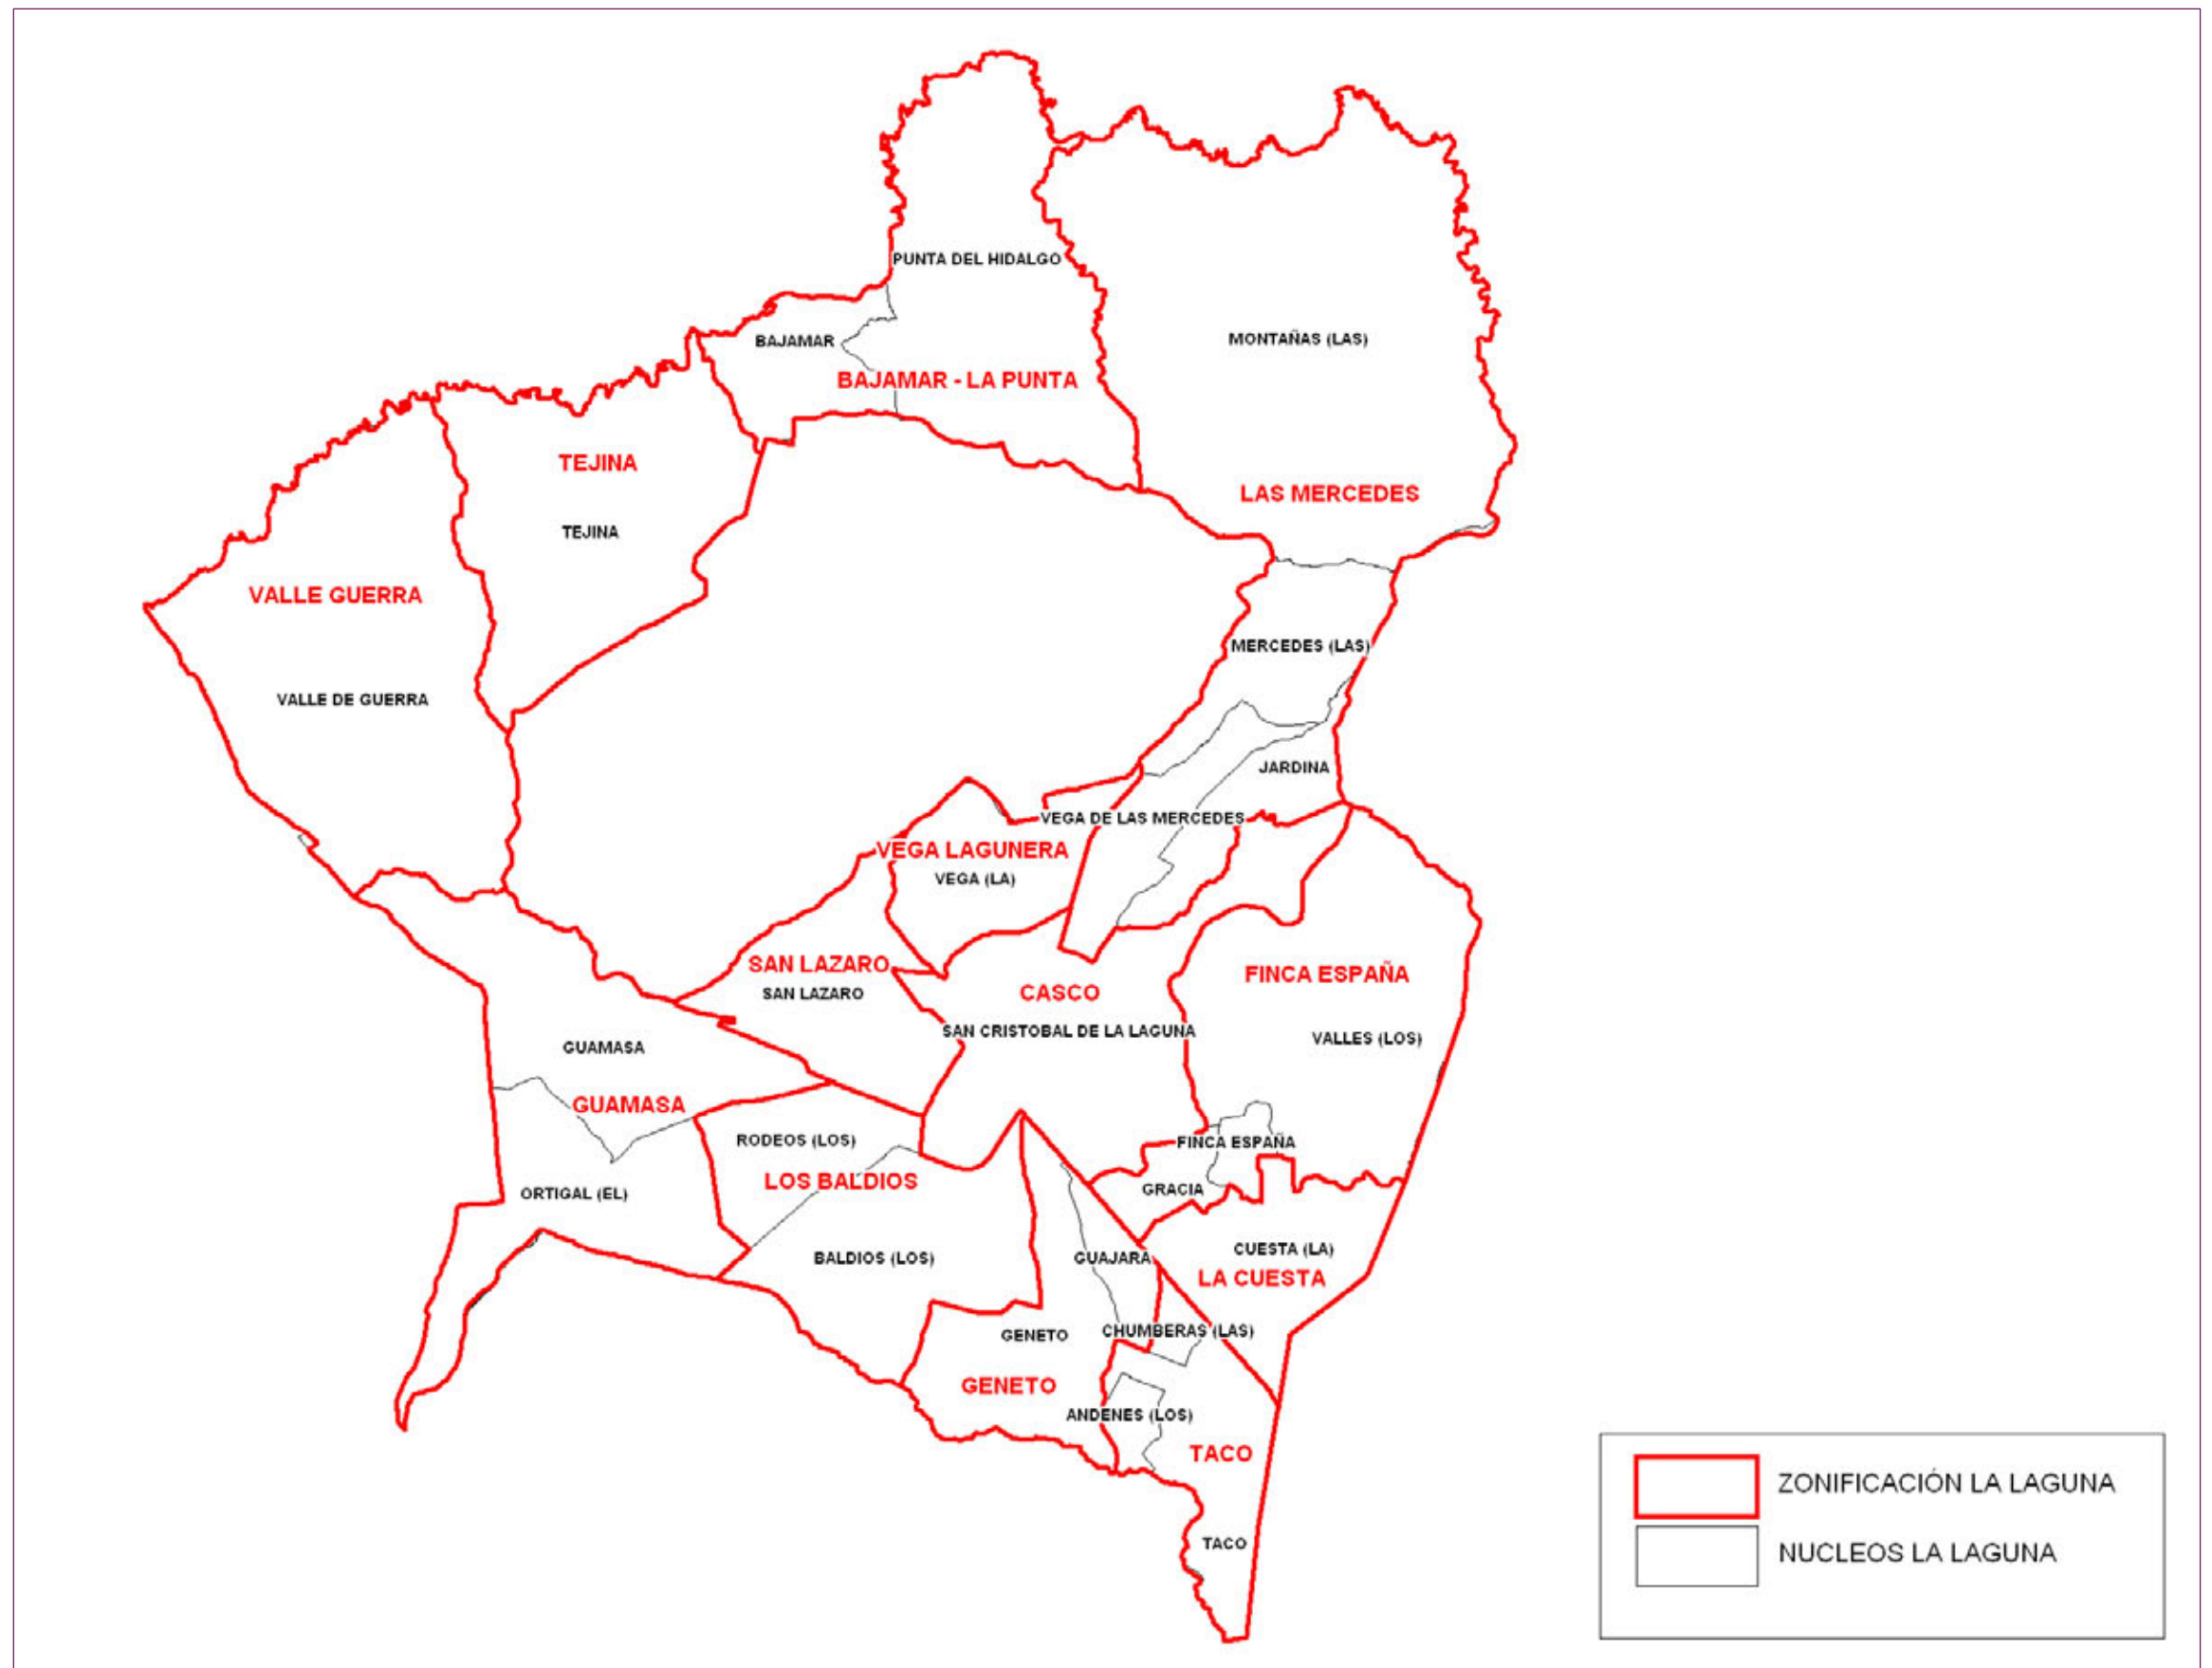 PUNTA DEL HIDALGO
BAJAMAR
MONTAÑAS (LAS)
BAJAMAR - LA PUNTA
TEJINA
LAS MERCEDES
TEJINA
VALLE GUERRA
MERCEDES (LAS)
VALLE DE GUERRA
JARDINA
VEGA DE LAS MERCEDES
VEGA LAGUNERA
VEGA (LA)
SAN LAZARO
FINCA ESPAÑA
SAN LAZARO
CASCO
SAN CRISTOBAL DE LA LAGUNA
VALLES (LOS)
GUAMASA
GUAMASA
RODEOS (LOS)
FINCA ESPAÑA
LOS BALDIOS
GRACIA
ORTIGAL (EL)
CUESTA (LA)
BALDIOS (LOS)
GUAJARA
LA CUESTA
CHUMBERAS (LAS)
GENETO
GENETO
ANDENES (LOS)
TACO
TACO
ZONIFICACIÓN LA LAGUNA
NUCLEOS LA LAGUNA